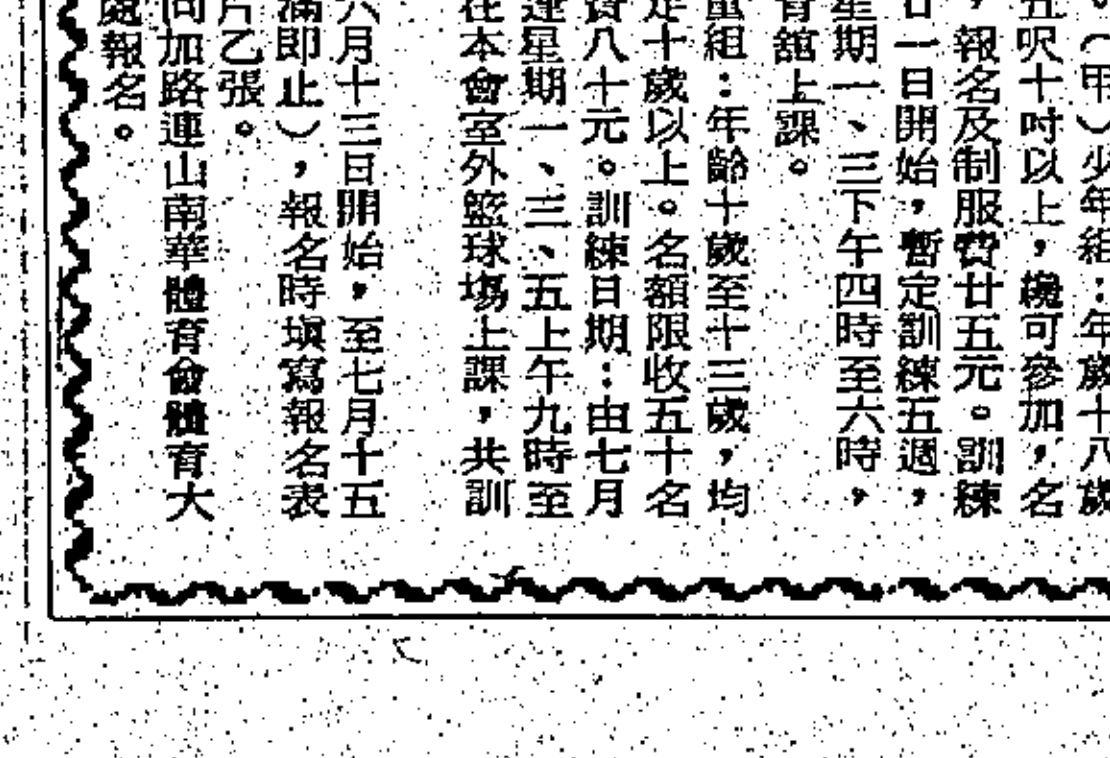 。（甲）少年組：年歲十八歲
五呎十吋以上，纔可參加，名
，報名及制服費廿五元。訓練
一日開始，暫定訓練五週，
星期一、三下午四時至六時，
育舘上課。
童組：年齡十歲至十三歲，均
足十歲以上。名額限收五十名
費八十元。訓練日期：由七月
逢星期一、三、五上午九時至
在本會室外籃球塲上課，共訓
六月十三日開始，至七月十五
滿即止），報名時塡寫報名表
片乙張。
向加路連山南華體育會體育大
處報名。